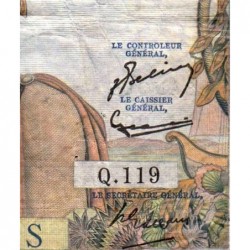 LE CONTROLEUR
GÉNÉRAL,
LE CAISSIER
GÉNÉRAL,
Q.119
LE SECRÉTAIRE GÉNÉRAL,
S